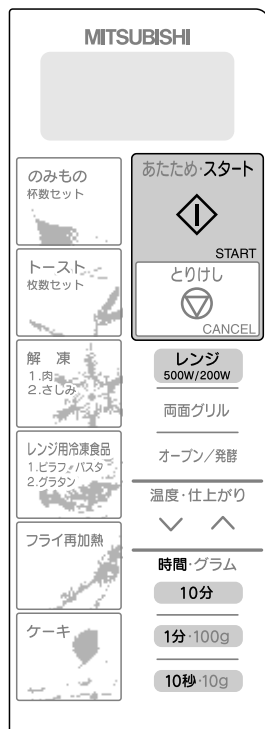 MITSUBISHI
のみもの
杯数セット
トースト
枚数セット
解 凍
1.肉
2.さしみ
レンジ用冷凍食品
1.ピラフ・パスタ
2.グラタン
フライ再加熱
ケーキ
あたため・スタート
START
とりけし
CANCEL
レンジ
500W/200W
両面グリル
オーブン/発酵
温度・仕上がり
時間・グラム
10分
1分・100g
10秒・10g